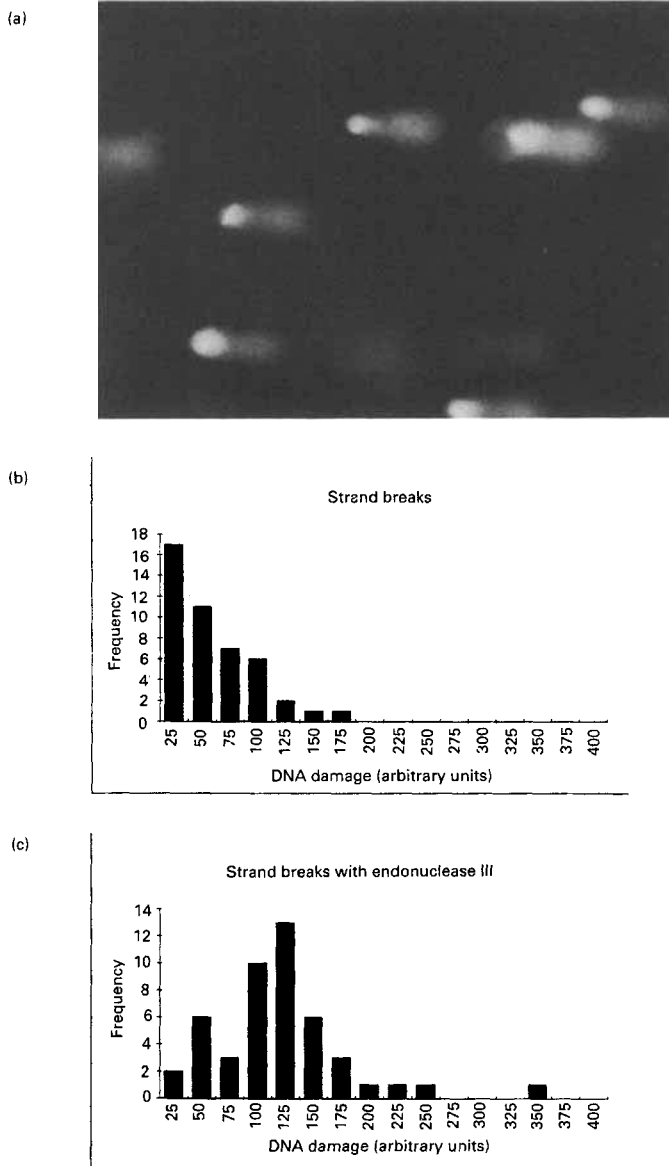 (a)
(b)
Strand breaks
18
16
14
12
10
8
6
4
2
0
Frequency
25 50 75 100 125 150 175 200 225 250 275 300 325 350 375 400
DNA damage (arbitrary units)
(c)
Strand breaks with endonuclease III
14
12
10
8
6
4
2
0
Frequency
25 50 75 100 125 150 175 200 225 250 275 300 325 350 375 400
DNA damage (arbitrary units)